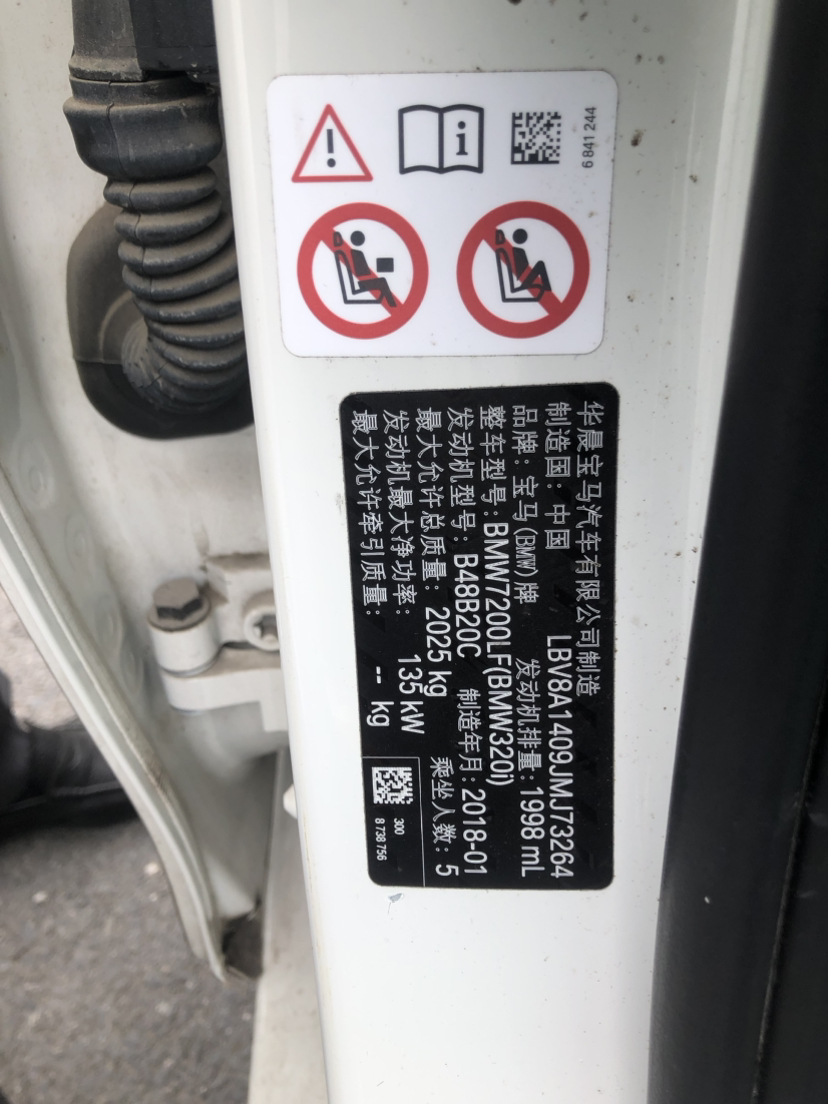 6 841 244
华晨宝马汽车有限公司制造
制造国：中国 LBV8A1409JMJ73264
品牌：宝马(BMW)牌 发动机排量：1998 mL
整车型号：BMW7200LF(BMW320i)
发动机型号：B48B20C 制造年月：2018-01
最大允许总质量：2025 kg 乘坐人数：5
发动机最大净功率：135 kW
最大允许牵引质量：-- kg
300
8 738 756